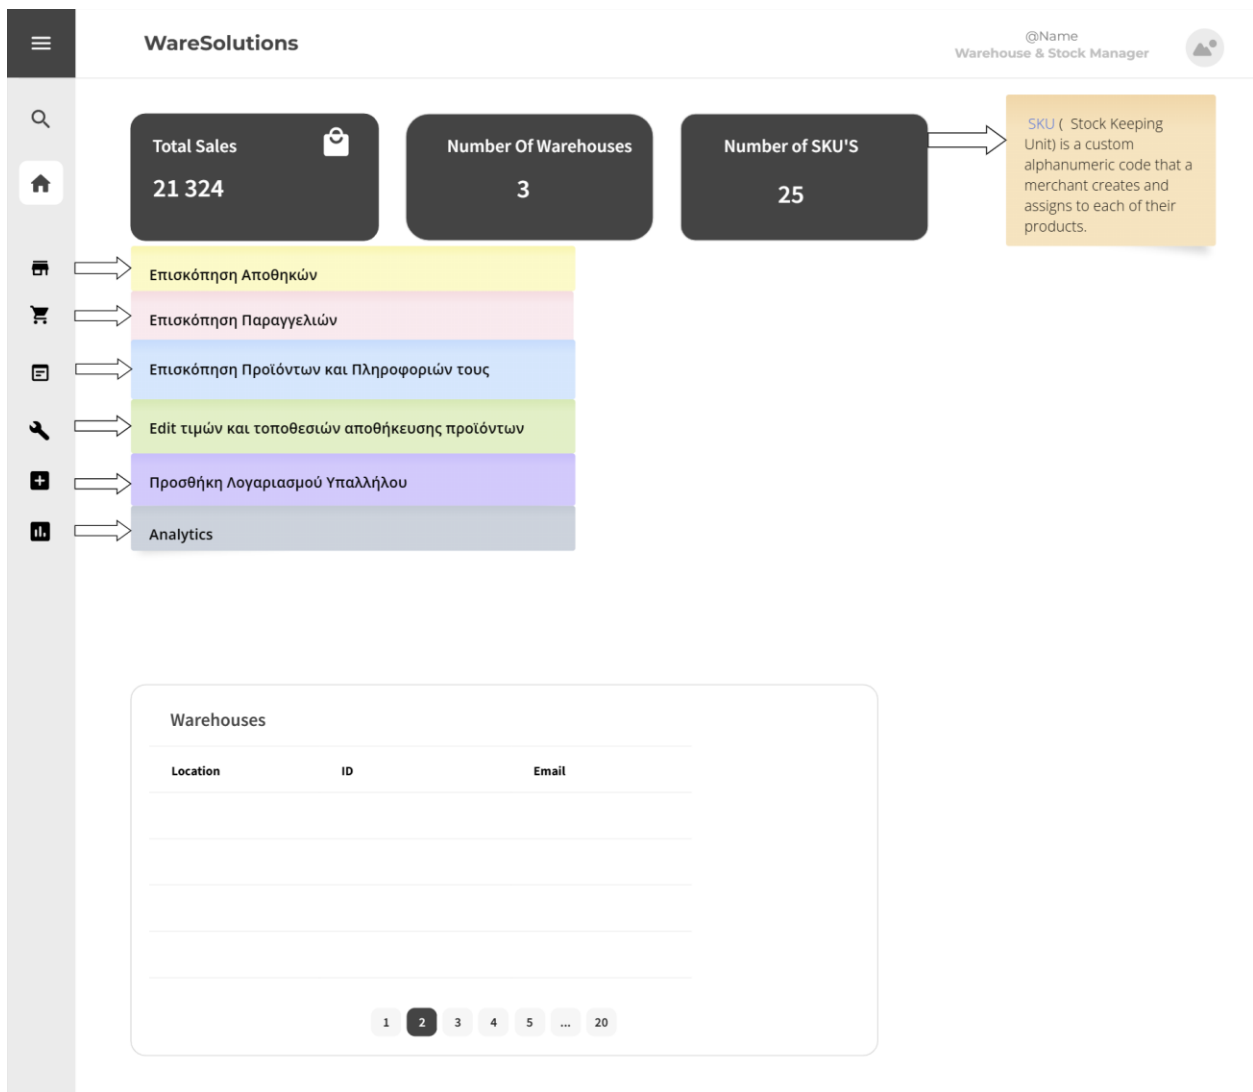 WareSolutions
@Name
Warehouse & Stock Manager
Total Sales
21 324
Number Of Warehouses
3
Number of SKU'S
25
SKU ( Stock Keeping
Unit) is a custom
alphanumeric code that a
merchant creates and
assigns to each of their
products.
Επισκόπηση Αποθηκών
Επισκόπηση Παραγγελιών
Επισκόπηση Προϊόντων και Πληροφοριών τους
Edit τιμών και τοποθεσιών αποθήκευσης προϊόντων
Προσθήκη Λογαριασμού Υπαλλήλου
Analytics
Warehouses
Location ID Email
1 2 3 4 5 ... 20